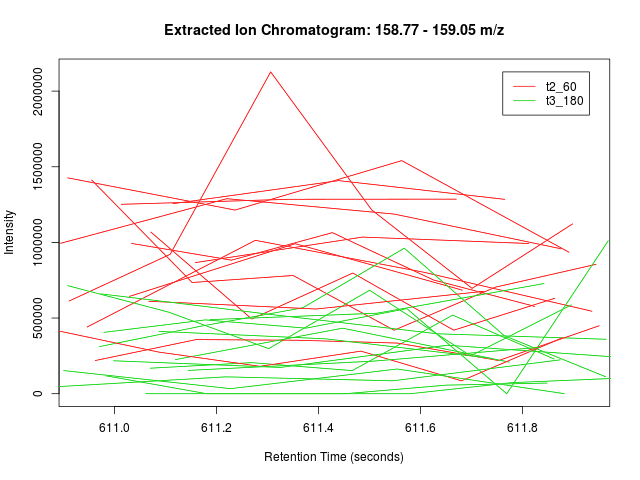 Extracted Ion Chromatogram: 158.77 - 159.05 m/z
t2_60
t3_180
Intensity
2000000
1500000
1000000
500000
0
611.0 611.2 611.4 611.6 611.8
Retention Time (seconds)